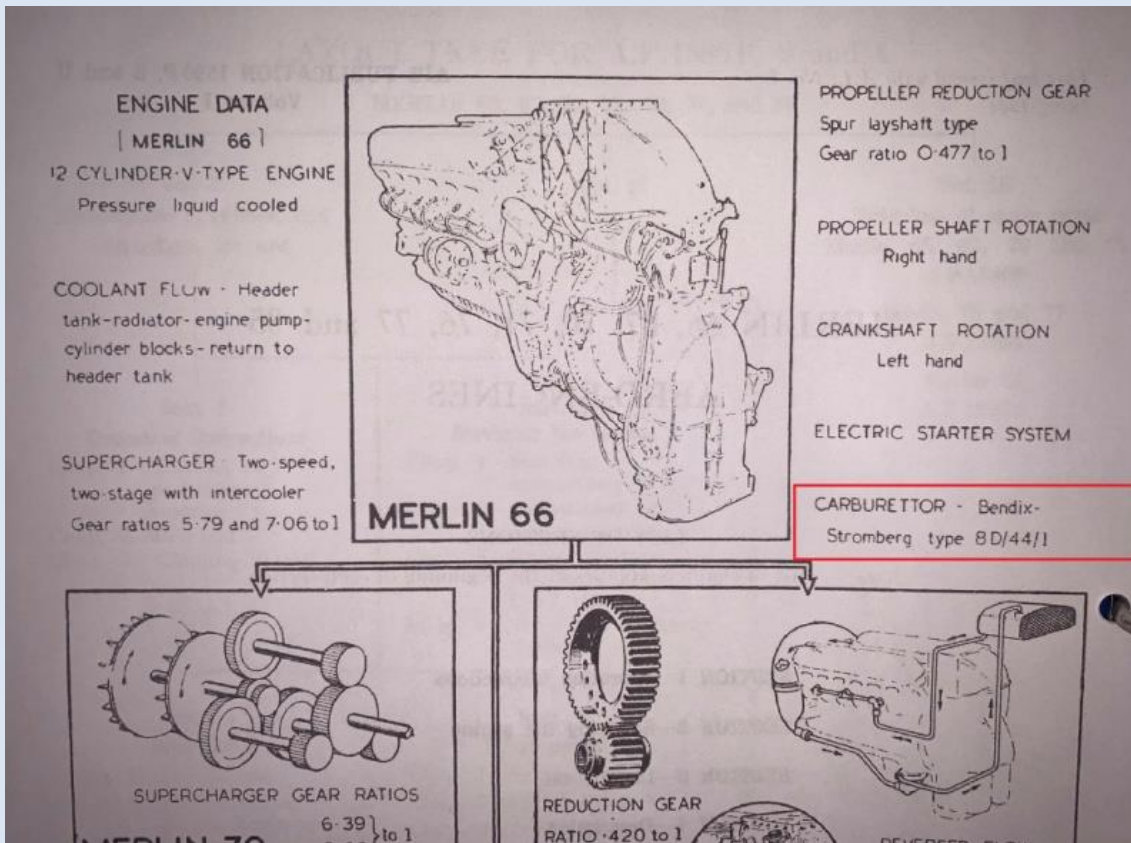 ENGINE DATA
[ MERLIN 66 ]
12 CYLINDER·V·TYPE ENGINE
Pressure liquid cooled
COOLANT FLOW - Header
tank-radiator-engine pump-
cylinder blocks-return to
header tank
SUPERCHARGER Two-speed,
two-stage with intercooler
Gear ratios 5·79 and 7·06 to 1
MERLIN 66
PROPELLER REDUCTION GEAR
Spur layshaft type
Gear ratio 0·477 to 1
PROPELLER SHAFT ROTATION
Right hand
CRANKSHAFT ROTATION
Left hand
ELECTRIC STARTER SYSTEM
CARBURETTOR - Bendix-
Stromberg type 8D/44/1
SUPERCHARGER GEAR RATIOS
6·39
to 1
REDUCTION GEAR
RATIO ·420 to 1